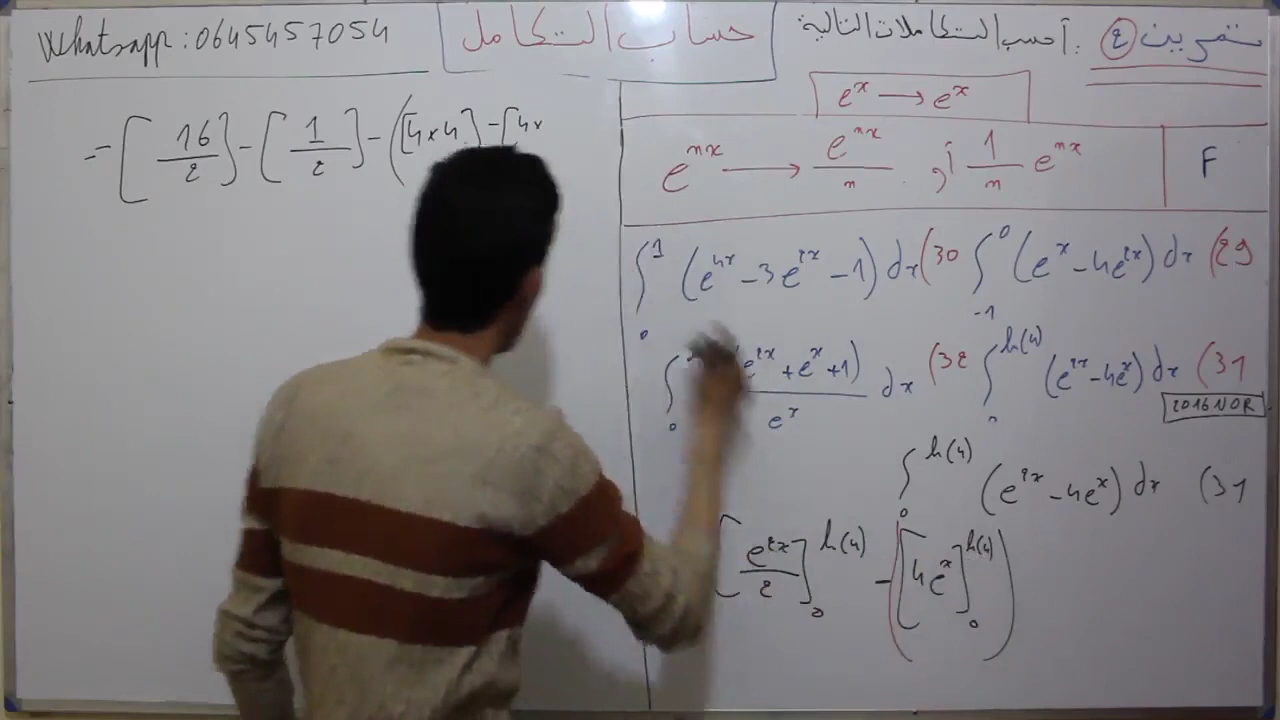 تمرين ④ : أحسب التكاملات التالية
حساب التكامل
Whatsapp : 0645457054
e^x → e^x
F
e^{nx} → e^{nx}/n أو 1/n e^{nx}
29) ∫_{-1}^{0} (e^x - 4e^{2x}) dx
30) ∫_0^1 (e^{4x} - 3e^{2x} - 1) dx
31) ∫_0^{ln(4)} (e^{2x} - 4e^x) dx
2016 NOR
32) ∫_0 e^{2x} + e^x + 1) / e^x dx
31) ∫_0^{ln(4)} (e^{2x} - 4e^x) dx
[e^{2x}/2]_0^{ln(4)} - ([4e^x]_0^{ln(4)})
= [16/2] - [1/2] - ([4×4] - [4×